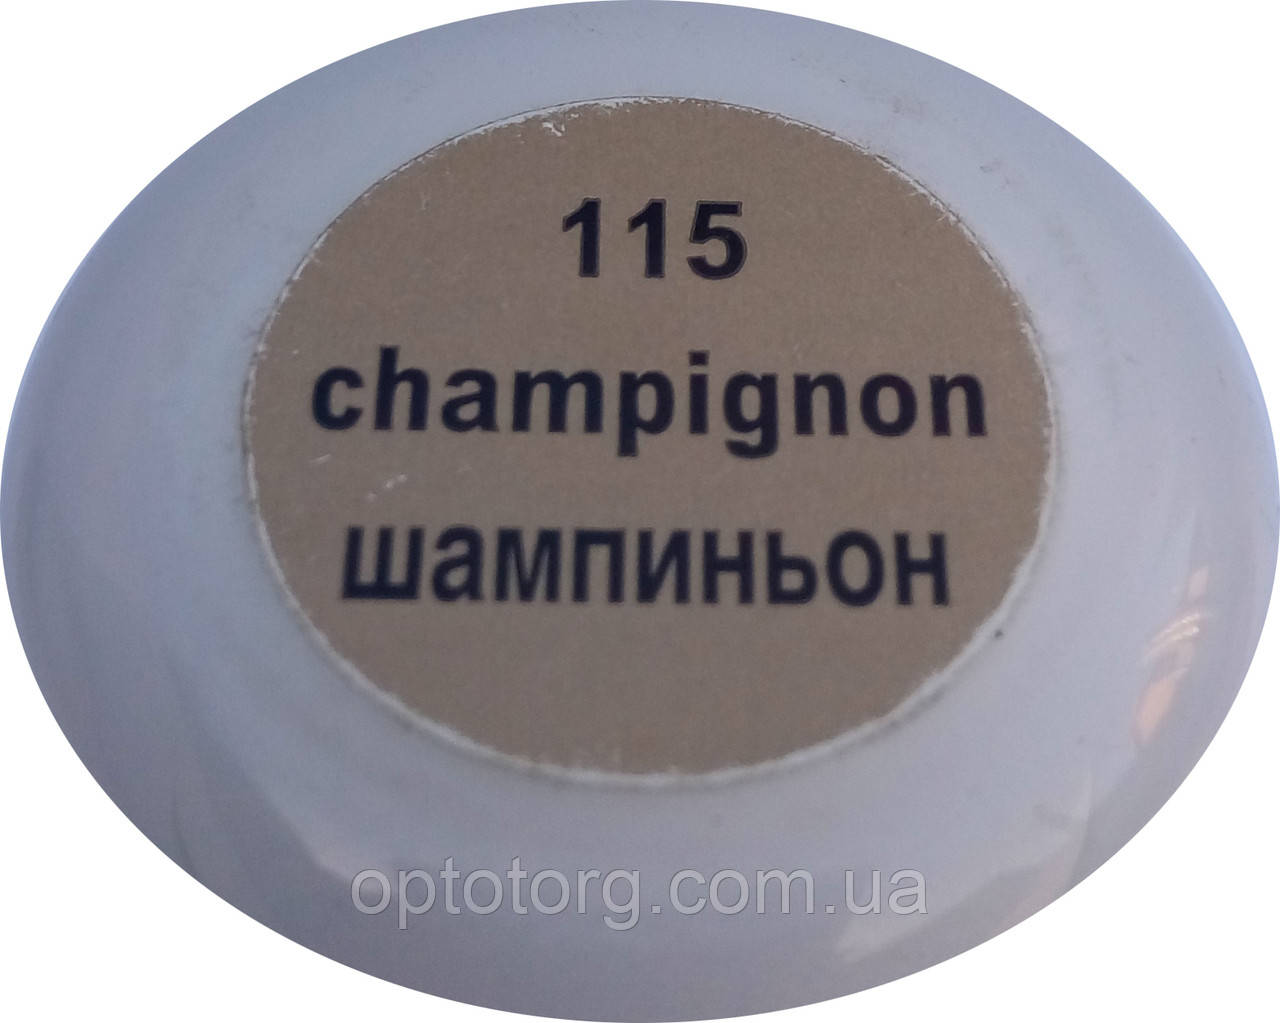 115
champignon
шампиньон
optotorg.com.ua